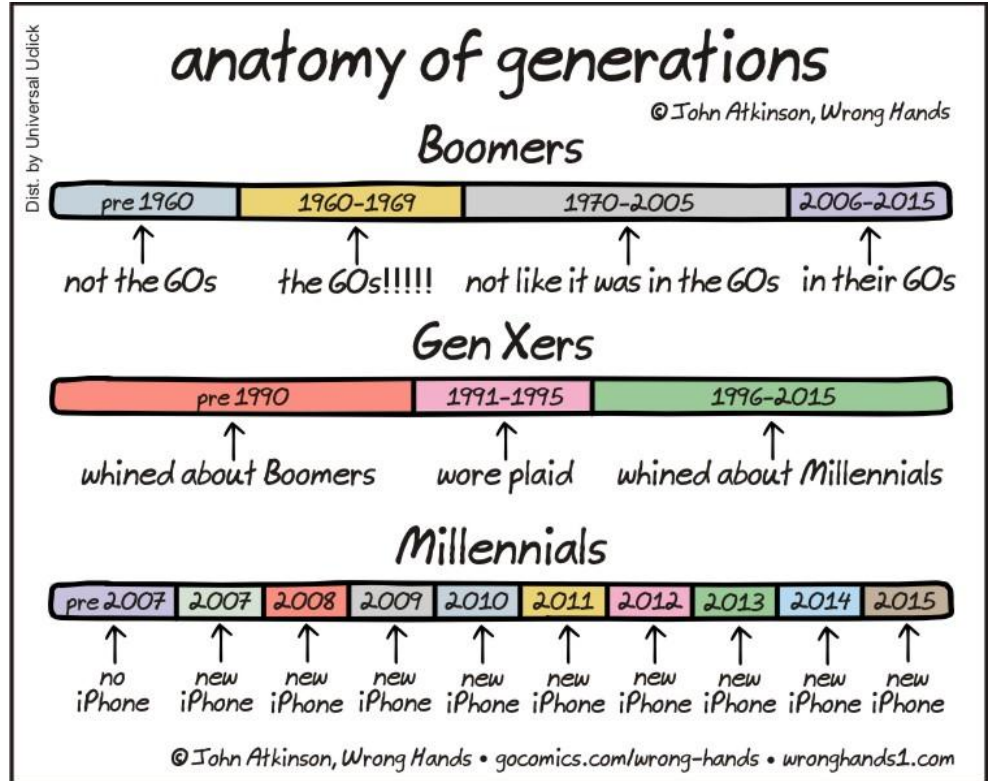 Dist. by Universal Udick
anatomy of generations
© John Atkinson, Wrong Hands
Boomers
pre 1960 1960-1969 1970-2005 2006-2015
not the 60s the 60s!!!!! not like it was in the 60s in their 60s
Gen Xers
pre 1990 1991-1995 1996-2015
whined about Boomers wore plaid whined about Millennials
Millennials
pre 2007 2007 2008 2009 2010 2011 2012 2013 2014 2015
no new new new new new new new new new
iPhone iPhone iPhone iPhone iPhone iPhone iPhone iPhone iPhone iPhone
© John Atkinson, Wrong Hands • gocomics.com/wrong-hands • wronghands1.com